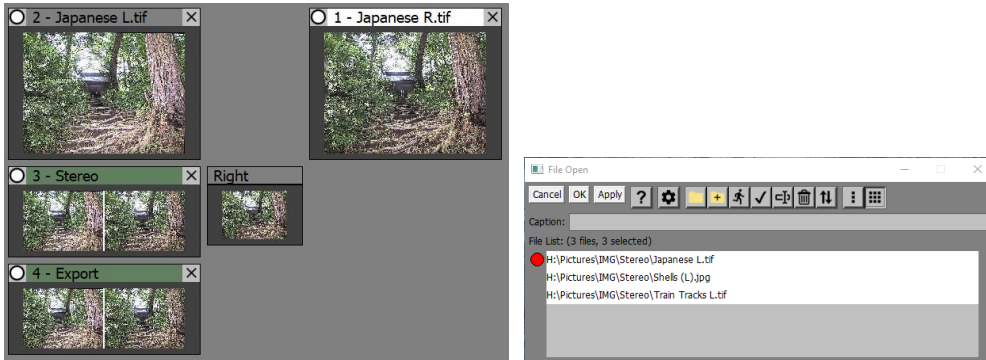 2 - Japanese L.tif
1 - Japanese R.tif
3 - Stereo
Right
4 - Export
File Open
Cancel OK Apply ?
Caption:
File List: (3 files, 3 selected)
H:\Pictures\IMG\Stereo\Japanese L.tif
H:\Pictures\IMG\Stereo\Shells (L).jpg
H:\Pictures\IMG\Stereo\Train Tracks L.tif